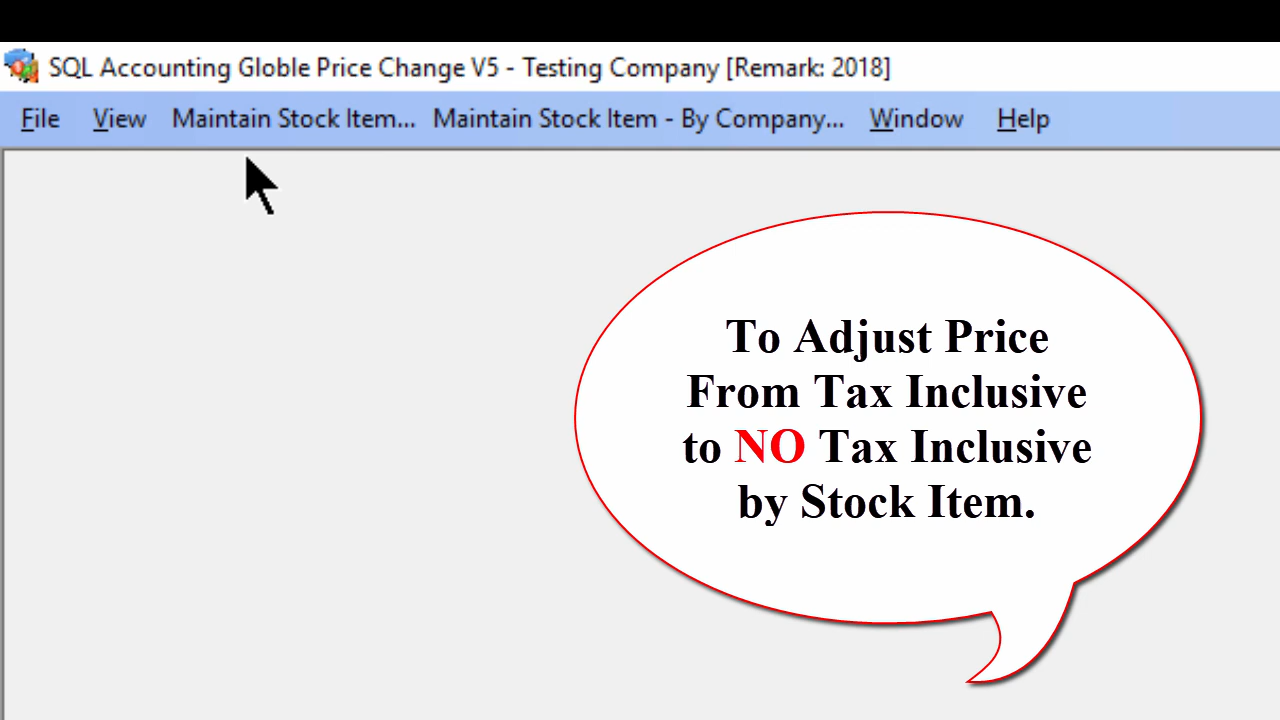 SQL Accounting Globle Price Change V5 - Testing Company [Remark: 2018]
File View Maintain Stock Item... Maintain Stock Item - By Company... Window Help
To Adjust Price
From Tax Inclusive
to NO Tax Inclusive
by Stock Item.